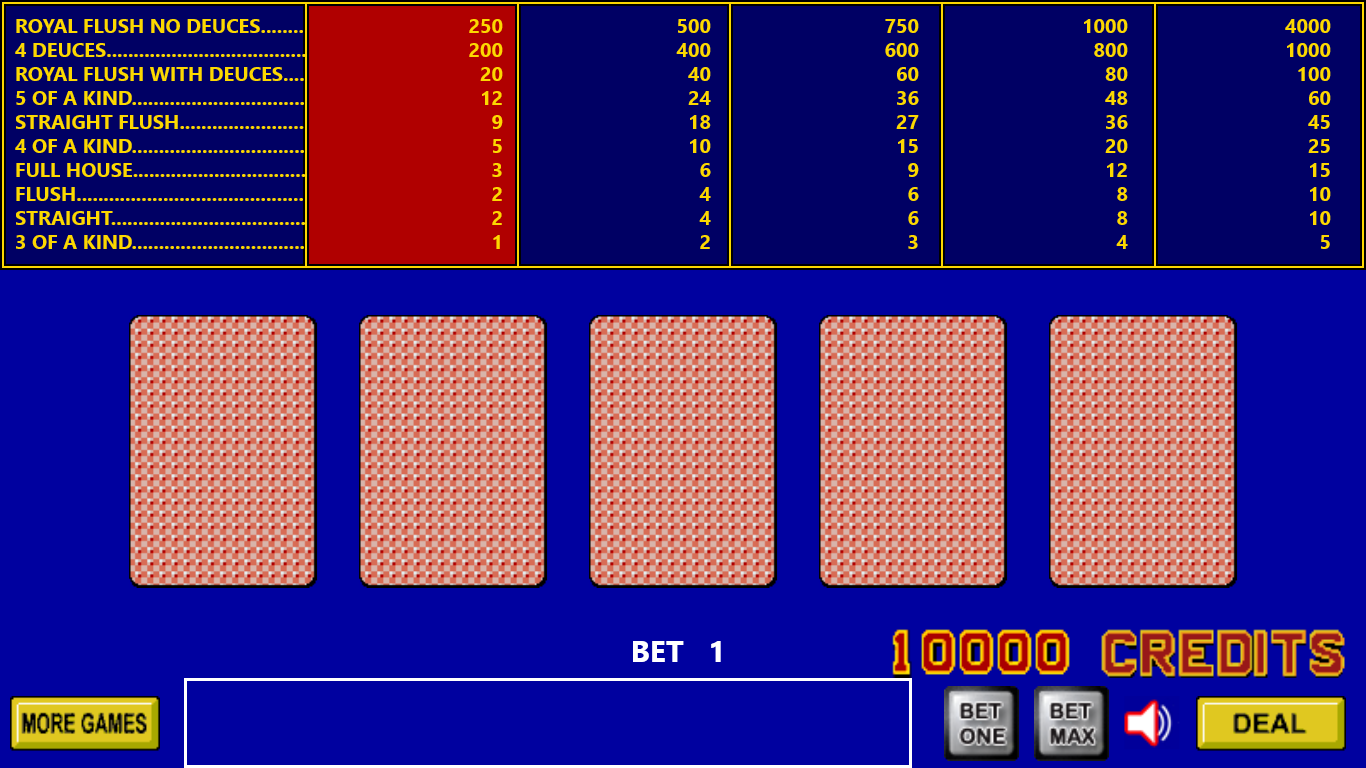 ROYAL FLUSH NO DEUCES........ 250 500 750 1000 4000
4 DEUCES..................................... 200 400 600 800 1000
ROYAL FLUSH WITH DEUCES.... 20 40 60 80 100
5 OF A KIND................................ 12 24 36 48 60
STRAIGHT FLUSH....................... 9 18 27 36 45
4 OF A KIND................................ 5 10 15 20 25
FULL HOUSE................................ 3 6 9 12 15
FLUSH.......................................... 2 4 6 8 10
STRAIGHT.................................... 2 4 6 8 10
3 OF A KIND................................ 1 2 3 4 5
BET 1
10000 CREDITS
MORE GAMES
BET ONE
BET MAX
DEAL